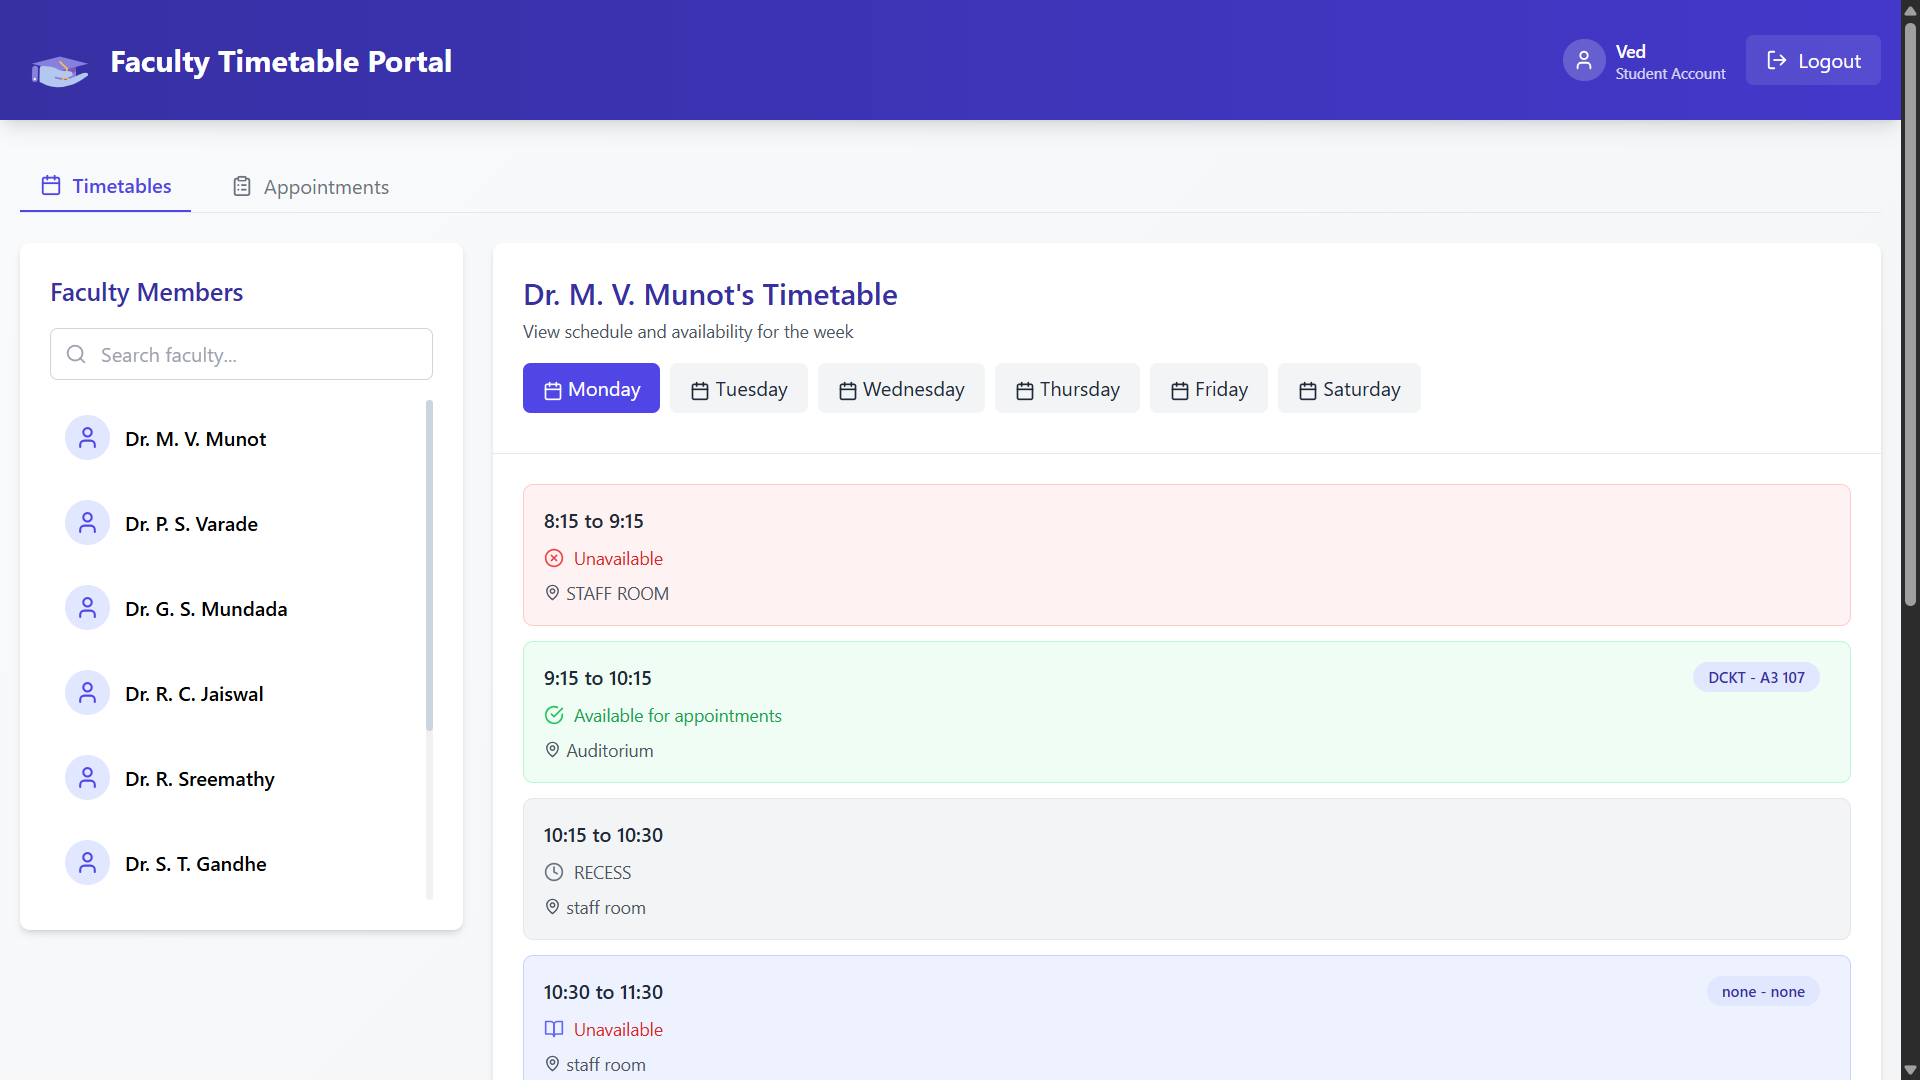 Faculty Timetable Portal
Ved
Student Account
Logout
Timetables
Appointments
Faculty Members
Search faculty...
Dr. M. V. Munot
Dr. P. S. Varade
Dr. G. S. Mundada
Dr. R. C. Jaiswal
Dr. R. Sreemathy
Dr. S. T. Gandhe
Dr. M. V. Munot's Timetable
View schedule and availability for the week
Monday
Tuesday
Wednesday
Thursday
Friday
Saturday
8:15 to 9:15
Unavailable
STAFF ROOM
9:15 to 10:15
DCKT - A3 107
Available for appointments
Auditorium
10:15 to 10:30
RECESS
staff room
10:30 to 11:30
none - none
Unavailable
staff room